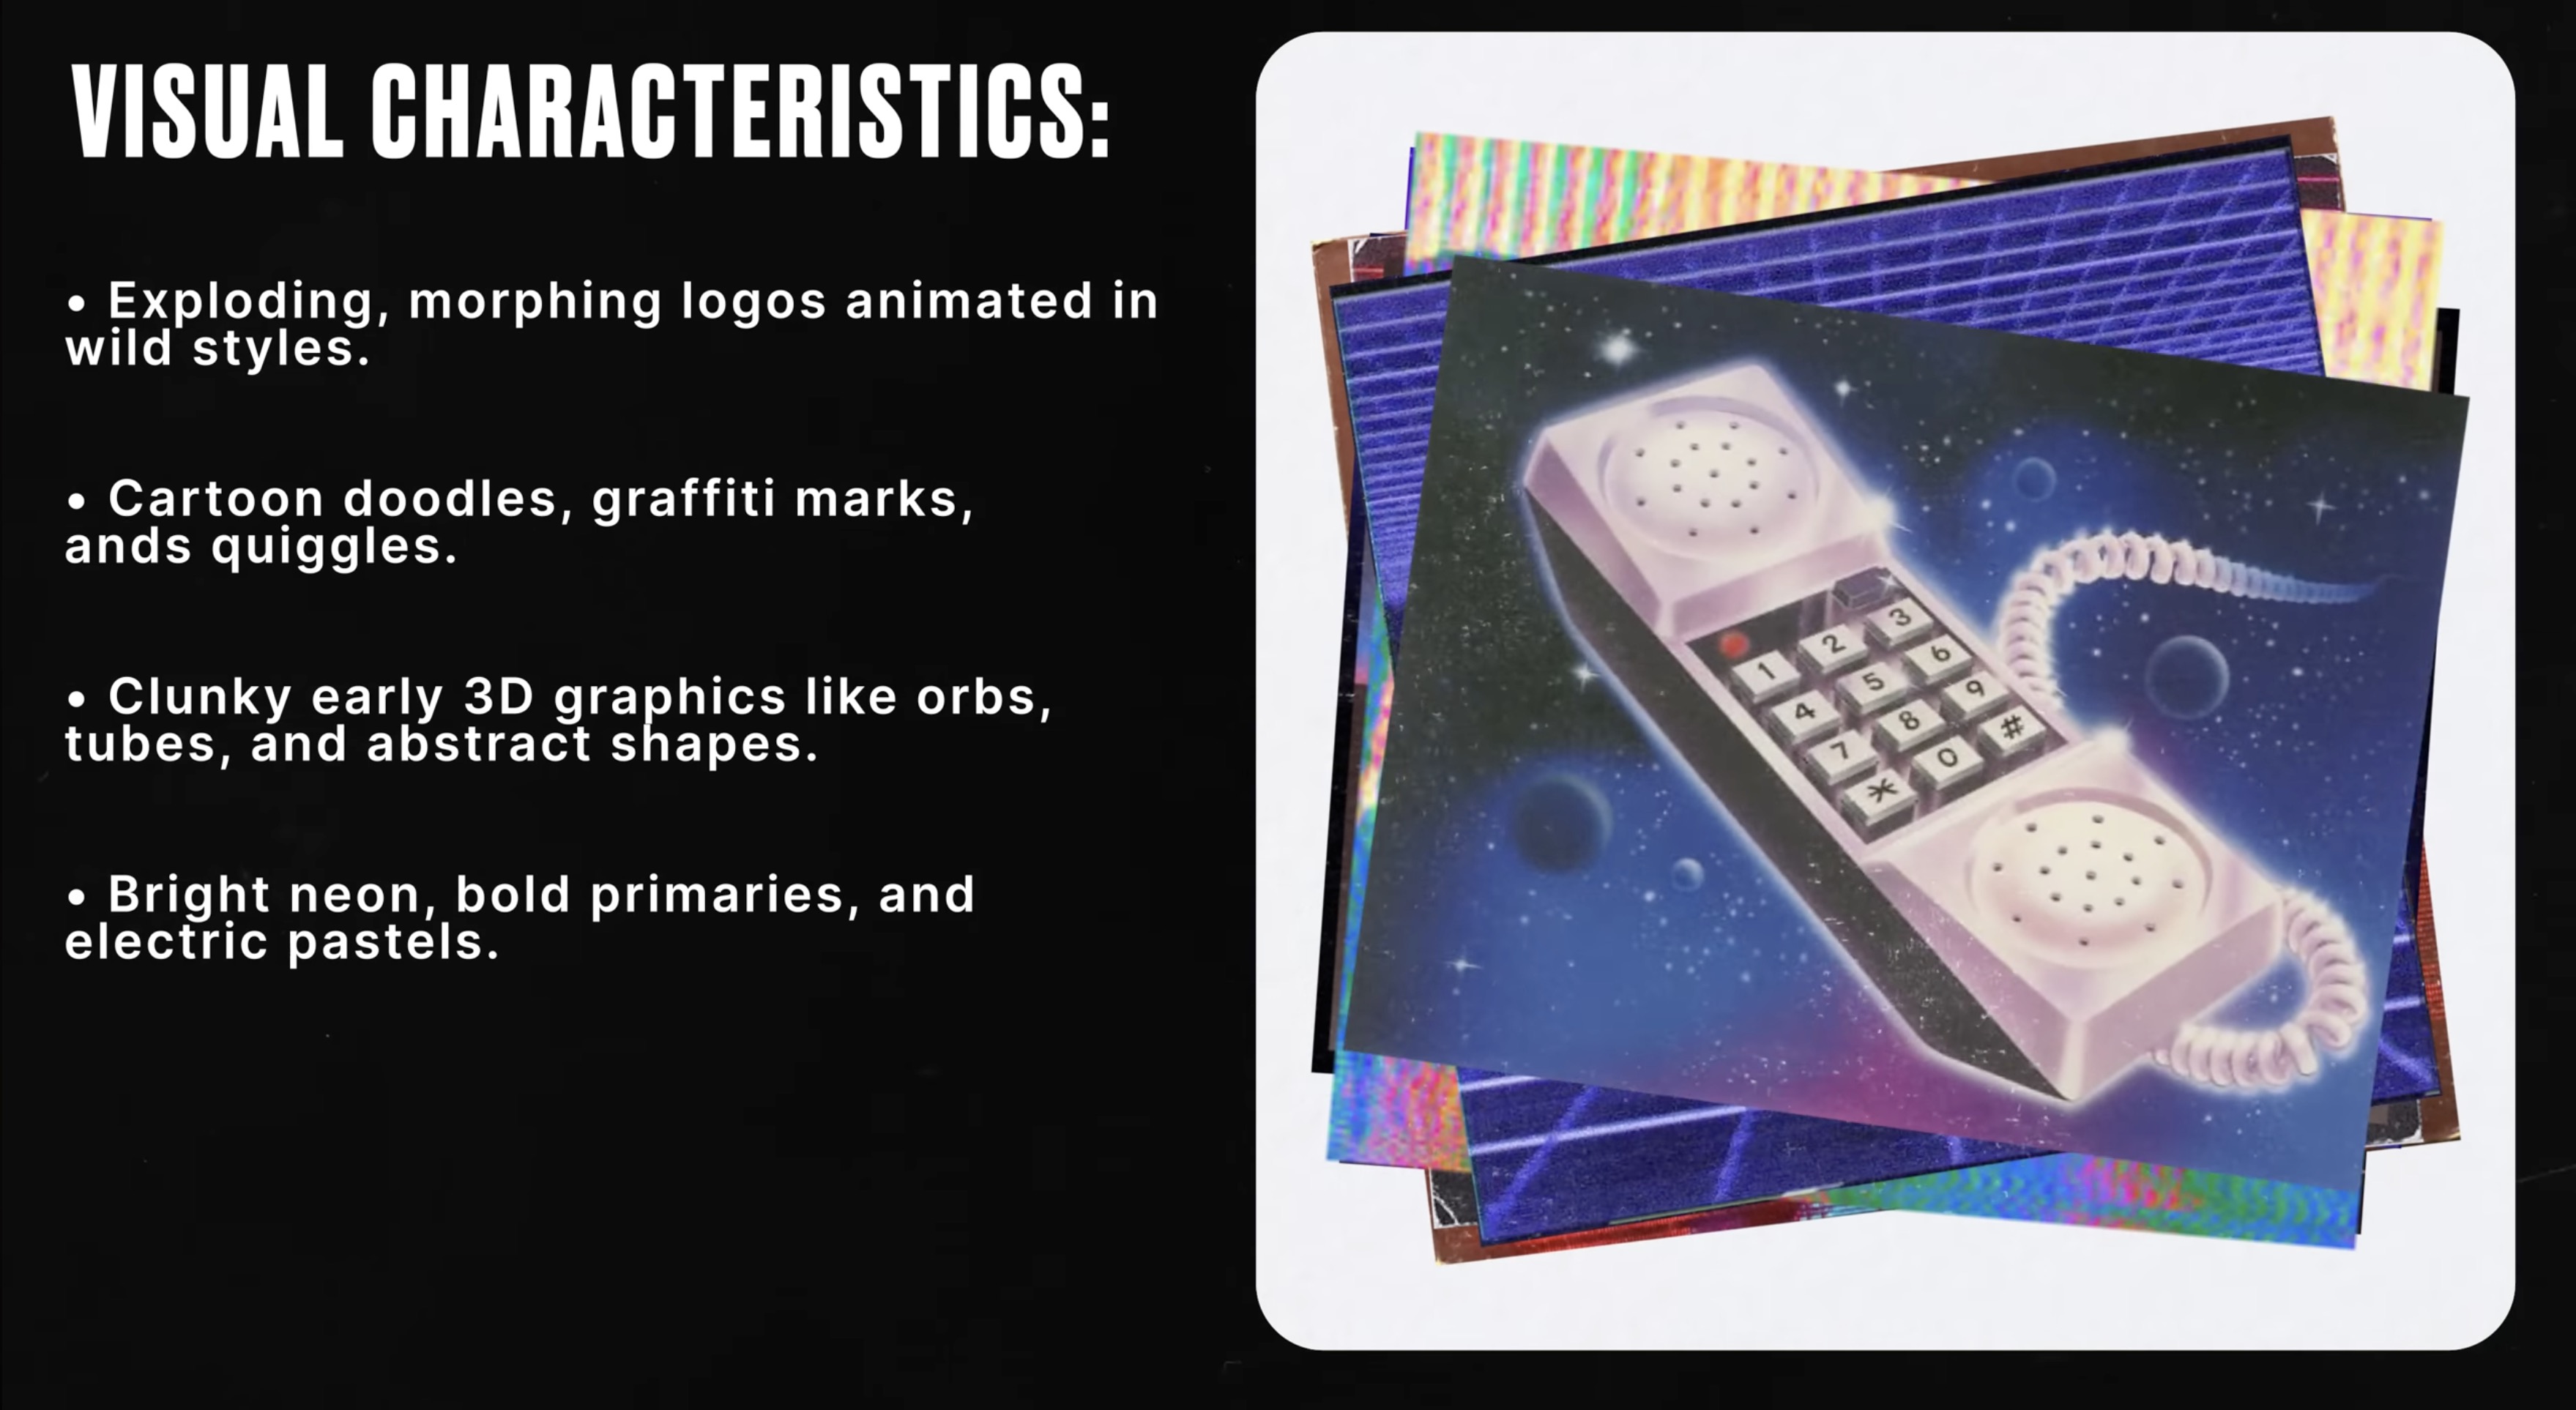 VISUAL CHARACTERISTICS:
• Exploding, morphing logos animated in
wild styles.
• Cartoon doodles, graffiti marks,
ands quiggles.
• Clunky early 3D graphics like orbs,
tubes, and abstract shapes.
• Bright neon, bold primaries, and
electric pastels.
1 2 3
4 5 6
7 8 9
* 0 #